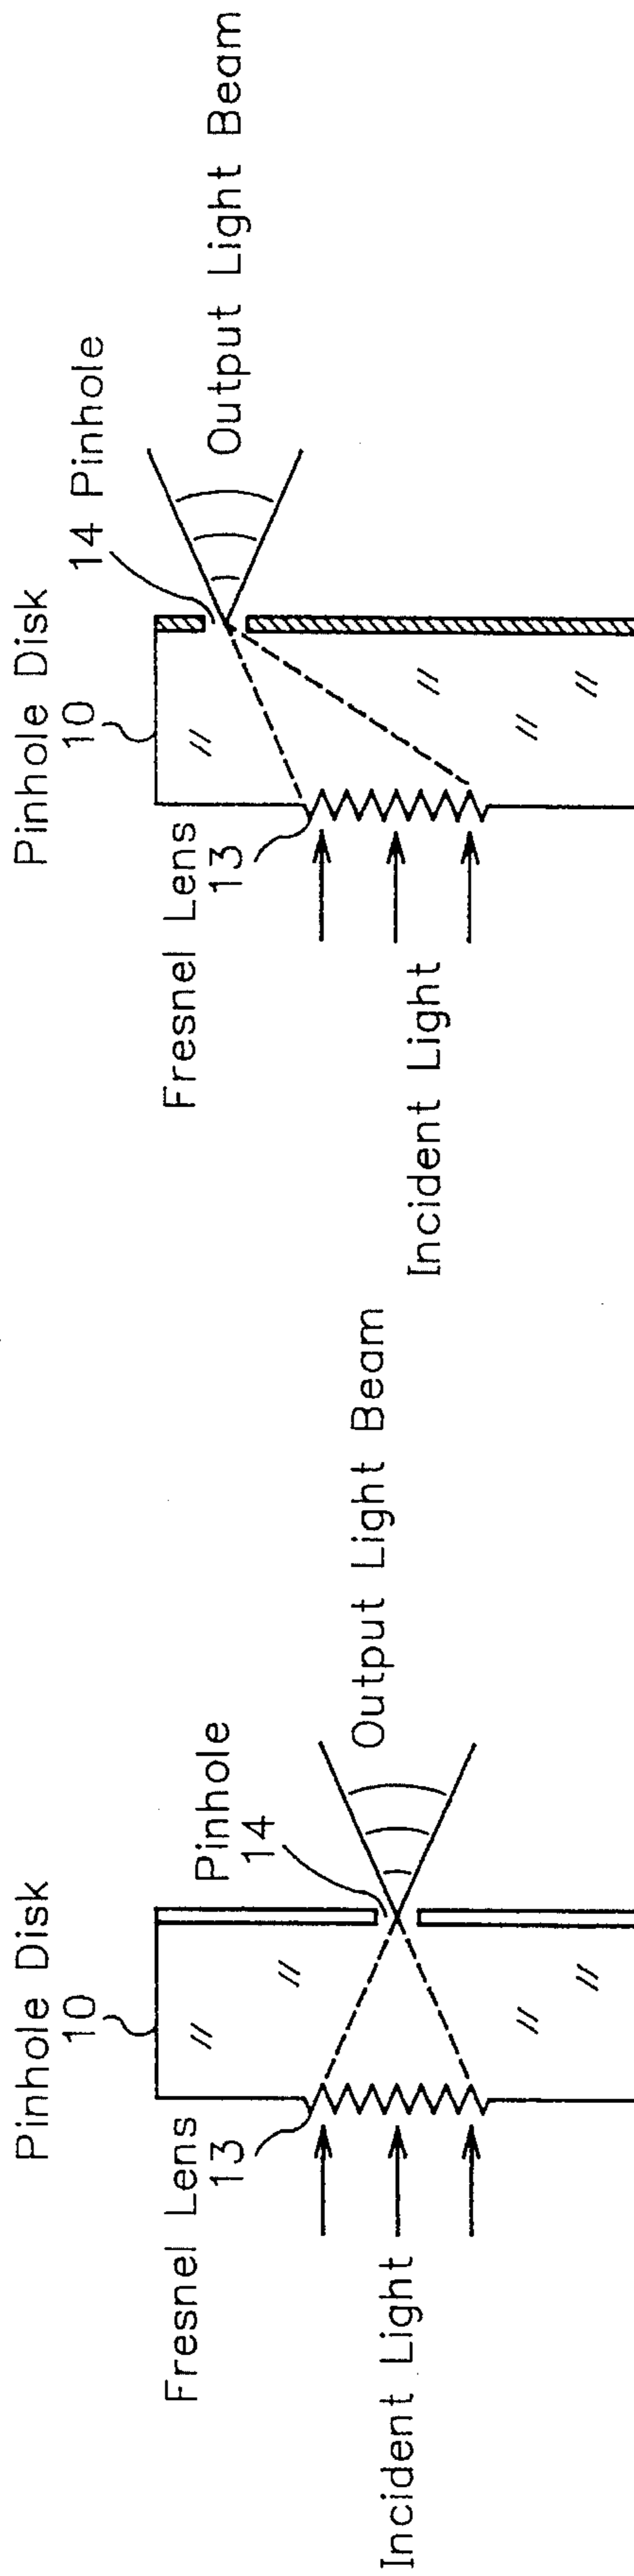 Pinhole Disk
10
Fresnel Lens
13
Pinhole
14
Incident Light
Output Light Beam
Pinhole Disk
10
Fresnel Lens
13
14 Pinhole
Incident Light
Output Light Beam